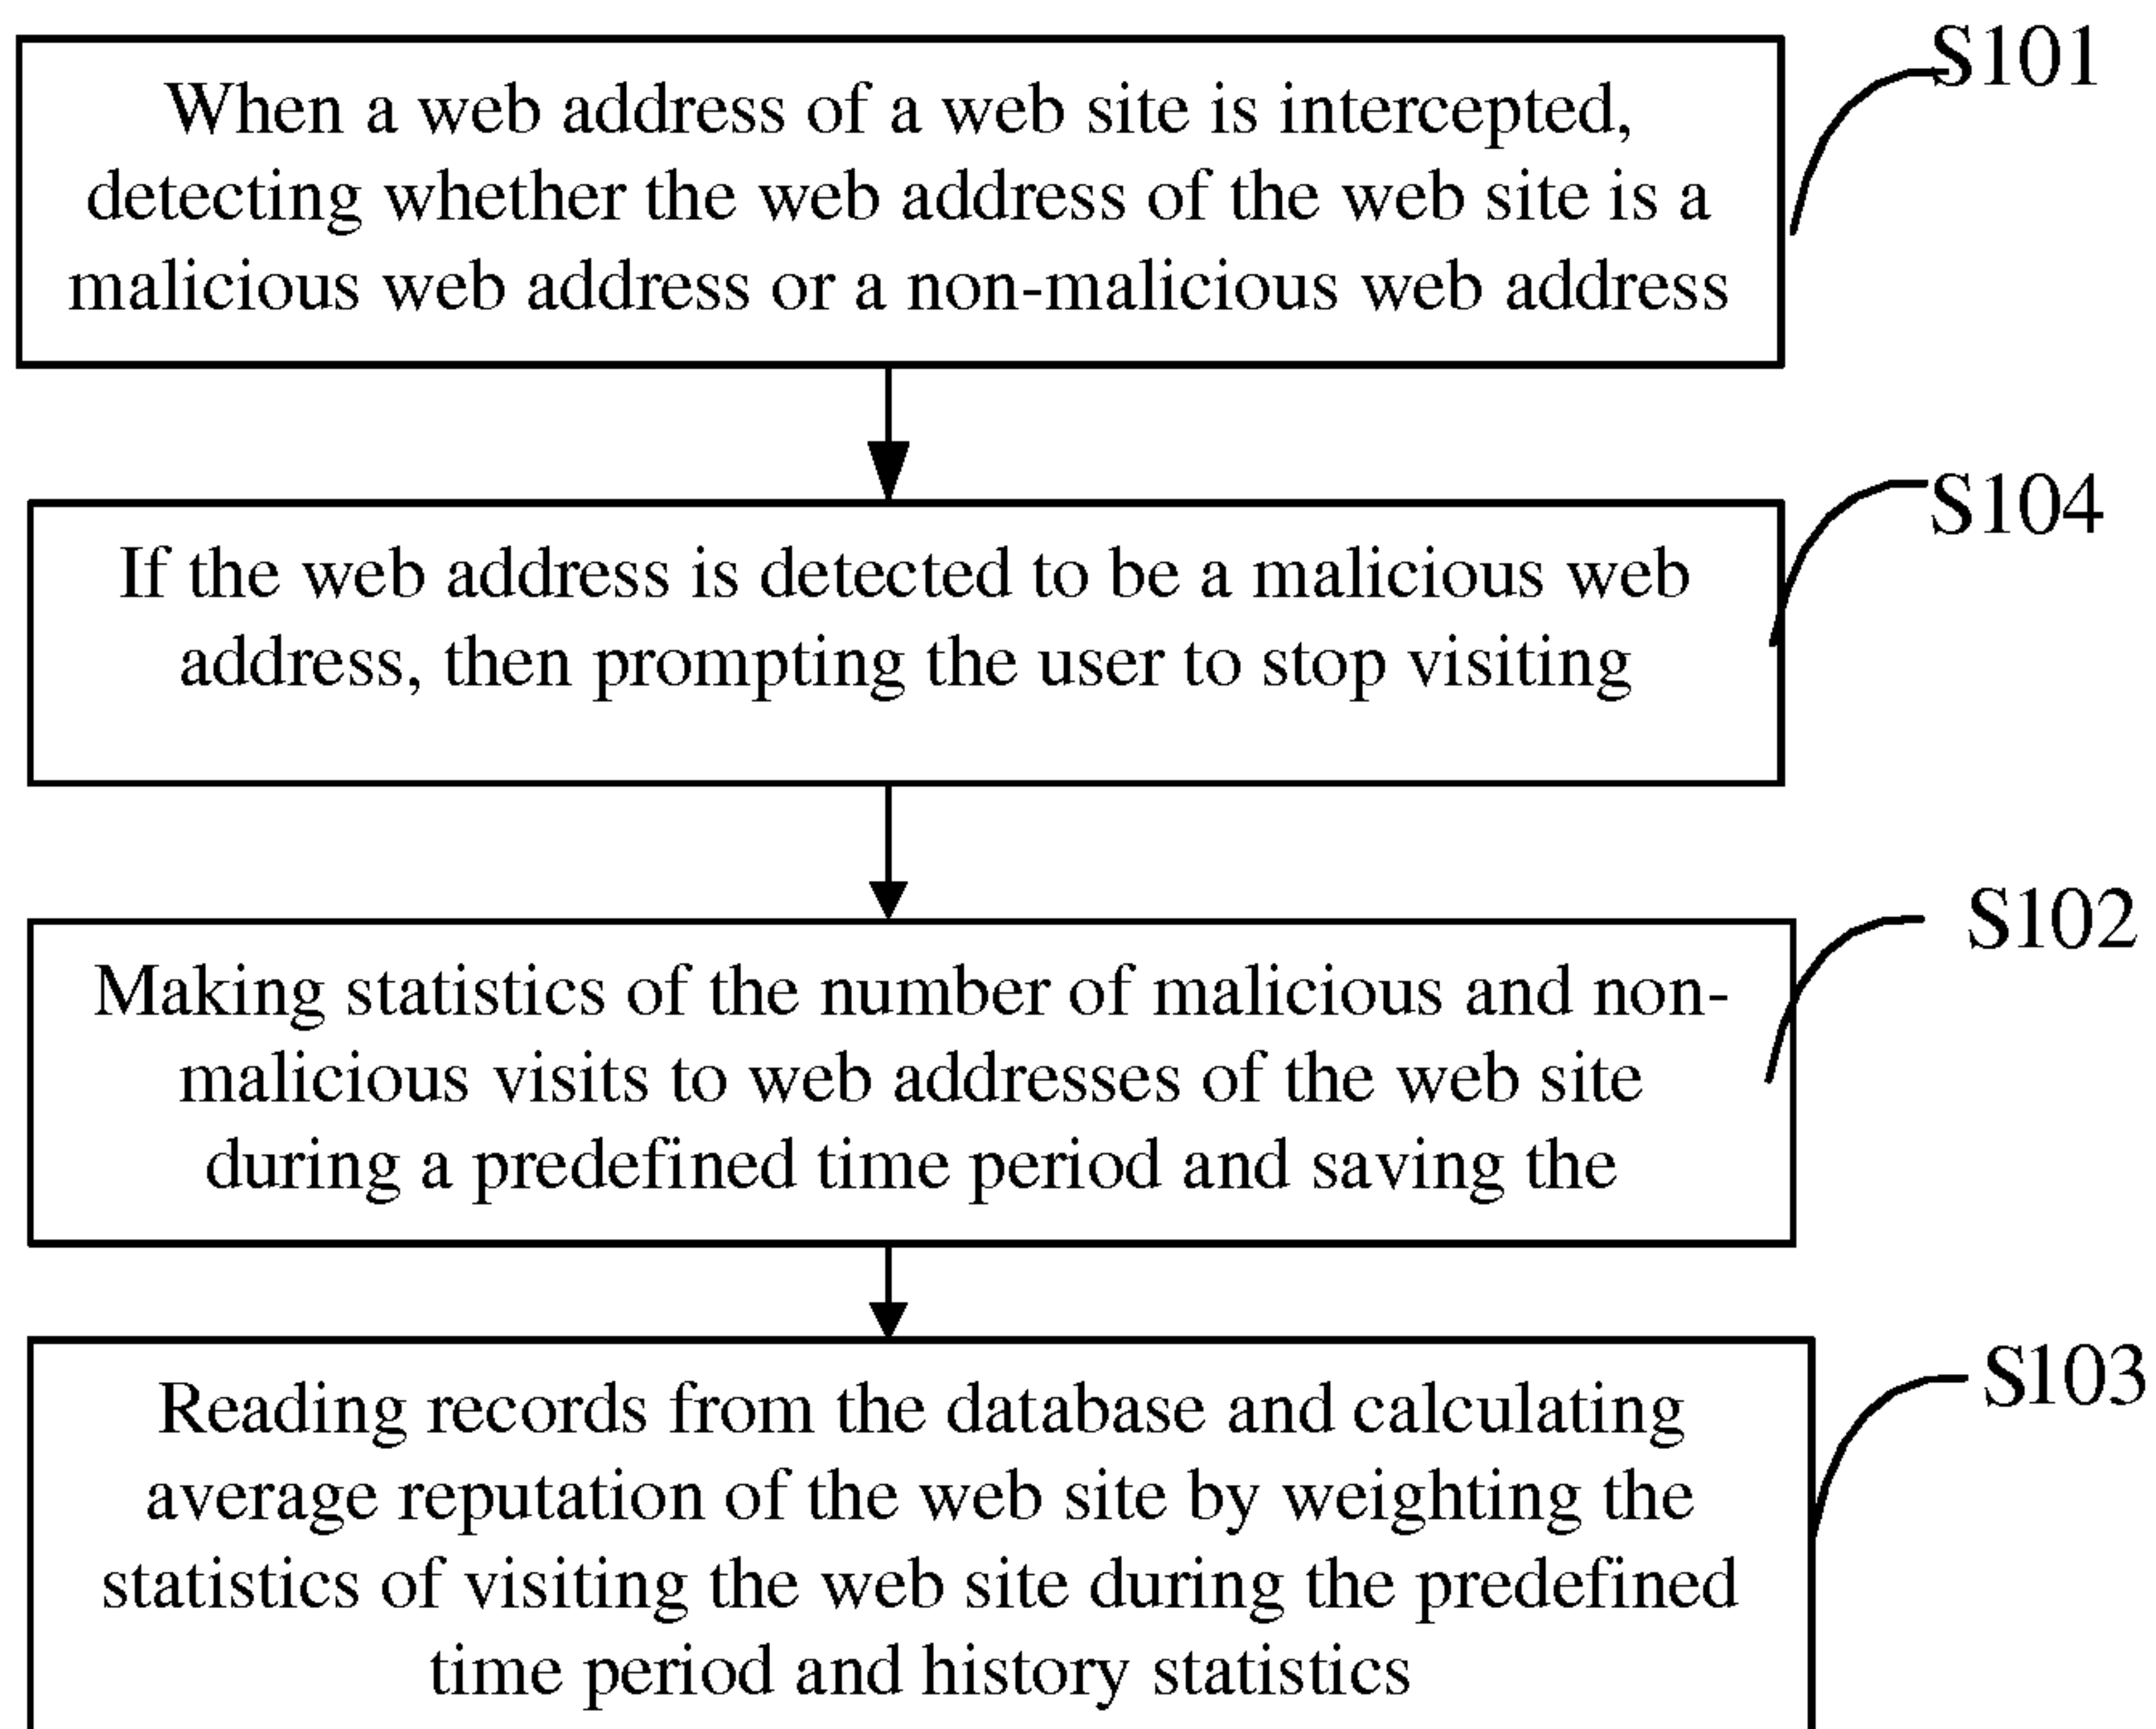 S101
When a web address of a web site is intercepted,
detecting whether the web address of the web site is a
malicious web address or a non-malicious web address
S104
If the web address is detected to be a malicious web
address, then prompting the user to stop visiting
S102
Making statistics of the number of malicious and non-
malicious visits to web addresses of the web site
during a predefined time period and saving the
S103
Reading records from the database and calculating
average reputation of the web site by weighting the
statistics of visiting the web site during the predefined
time period and history statistics